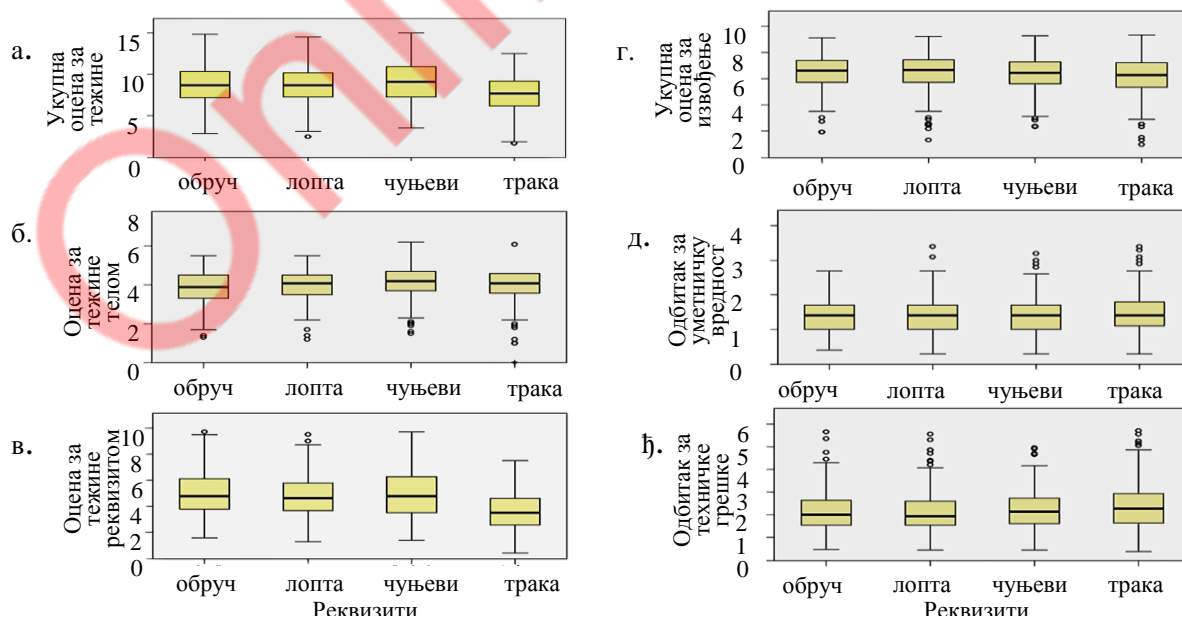 а.
Укупна
оцена за
тежине
15
10
5
0
обруч лопта чуњеви трака
б.
Оцена за
тежине
телом
8
6
4
2
0
обруч лопта чуњеви трака
в.
Оцена за
тежине
реквизитом
10
8
6
4
2
0
обруч лопта чуњеви трака
Реквизити
г.
Укупна
оцена за
извођење
10
8
6
4
2
0
обруч лопта чуњеви трака
д.
Одбитак за
уметничку
вредност
4
3
2
1
0
обруч лопта чуњеви трака
ђ.
Одбитак за
техничке
грешке
6
5
4
3
2
1
0
обруч лопта чуњеви трака
Реквизити